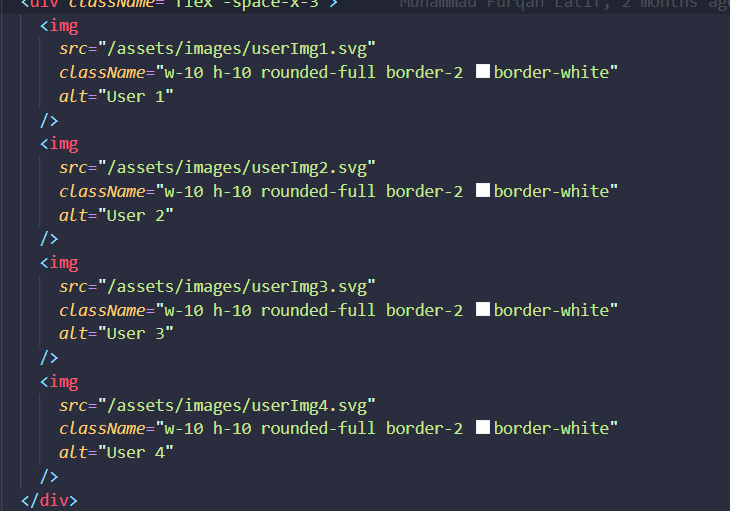 <div className="flex -space-x-3"> Muhammad Furqan Latif, 2 months ago
<img
src="/assets/images/userImg1.svg"
className="w-10 h-10 rounded-full border-2 border-white"
alt="User 1"
/>
<img
src="/assets/images/userImg2.svg"
className="w-10 h-10 rounded-full border-2 border-white"
alt="User 2"
/>
<img
src="/assets/images/userImg3.svg"
className="w-10 h-10 rounded-full border-2 border-white"
alt="User 3"
/>
<img
src="/assets/images/userImg4.svg"
className="w-10 h-10 rounded-full border-2 border-white"
alt="User 4"
/>
</div>